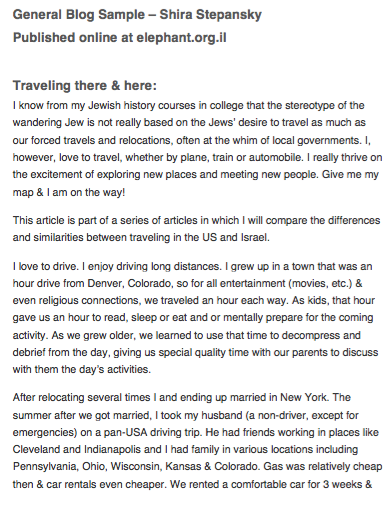 General Blog Sample – Shira Stepansky
Published online at elephant.org.il
Traveling there & here:
I know from my Jewish history courses in college that the stereotype of the
wandering Jew is not really based on the Jews' desire to travel as much as
our forced travels and relocations, often at the whim of local governments. I,
however, love to travel, whether by plane, train or automobile. I really thrive on
the excitement of exploring new places and meeting new people. Give me my
map & I am on the way!
This article is part of a series of articles in which I will compare the differences
and similarities between traveling in the US and Israel.
I love to drive. I enjoy driving long distances. I grew up in a town that was an
hour drive from Denver, Colorado, so for all entertainment (movies, etc.) &
even religious connections, we traveled an hour each way. As kids, that hour
gave us an hour to read, sleep or eat and or mentally prepare for the coming
activity. As we grew older, we learned to use that time to decompress and
debrief from the day, giving us special quality time with our parents to discuss
with them the day's activities.
After relocating several times I and ending up married in New York. The
summer after we got married, I took my husband (a non-driver, except for
emergencies) on a pan-USA driving trip. He had friends working in places like
Cleveland and Indianapolis and I had family in various locations including
Pennsylvania, Ohio, Wisconsin, Kansas & Colorado. Gas was relatively cheap
then & car rentals even cheaper. We rented a comfortable car for 3 weeks &